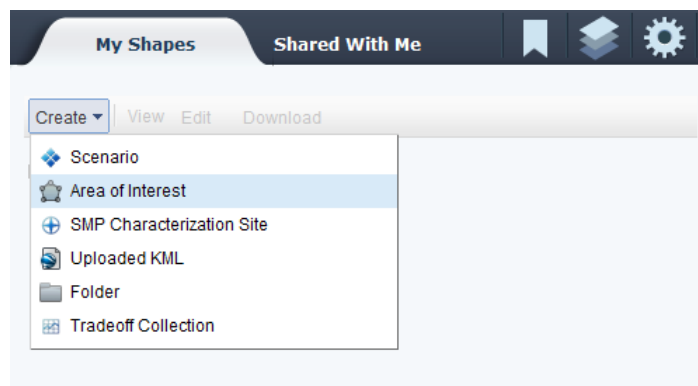 My Shapes Shared With Me
Create View Edit Download
Scenario
Area of Interest
SMP Characterization Site
Uploaded KML
Folder
Tradeoff Collection